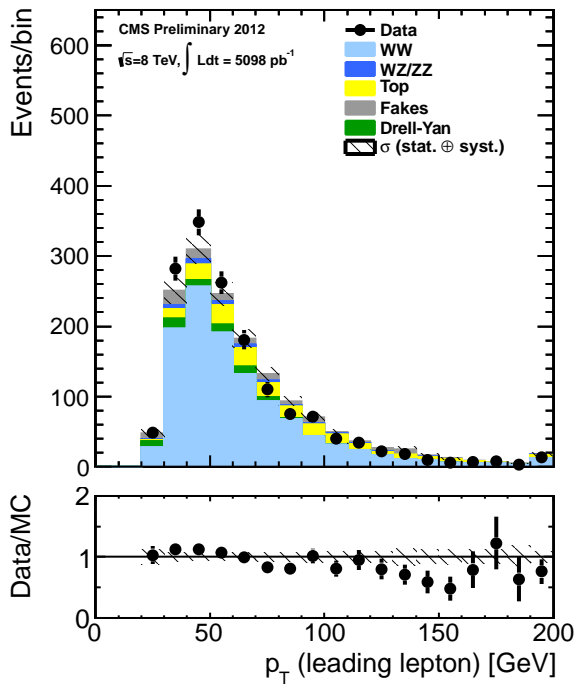 CMS Preliminary 2012
√s=8 TeV, ∫ Ldt = 5098 pb⁻¹
Data
WW
WZ/ZZ
Top
Fakes
Drell-Yan
σ (stat. ⊕ syst.)
Events/bin
600
500
400
300
200
100
0
Data/MC
2
1
0
0 50 100 150 200
p_T (leading lepton) [GeV]